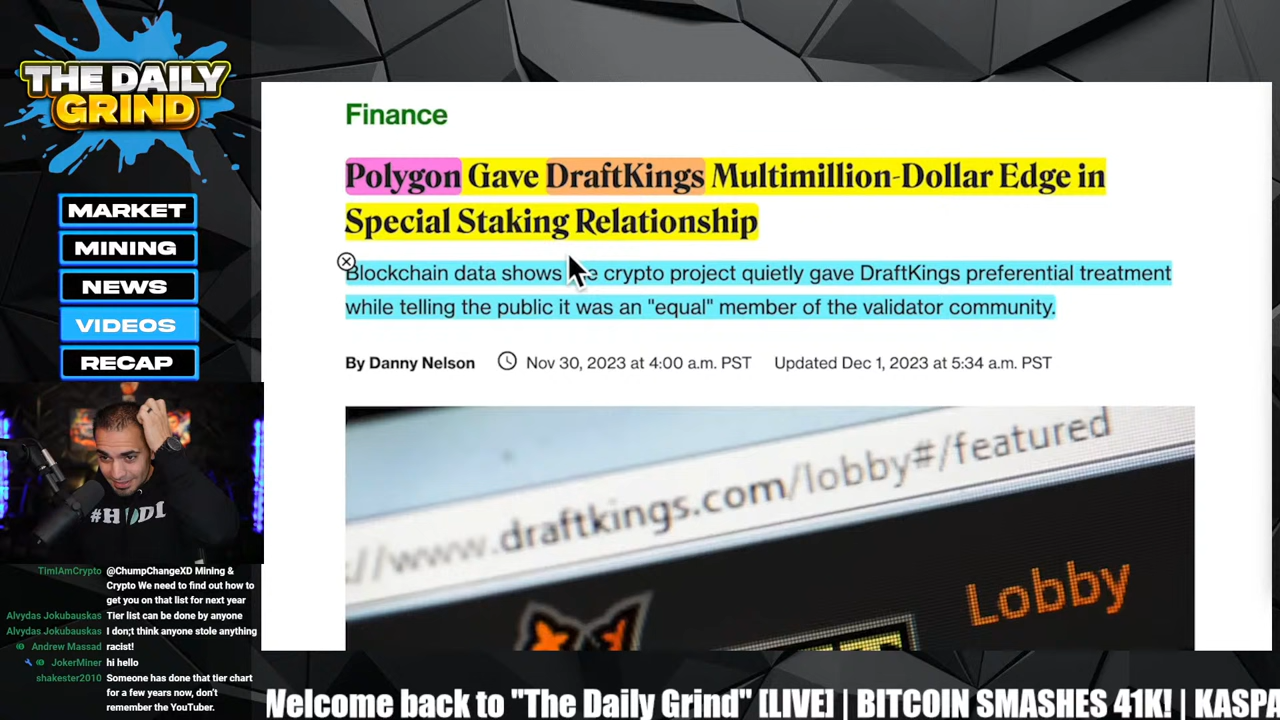 THE DAILY
GRIND
MARKET
MINING
NEWS
VIDEOS
RECAP
Finance
Polygon Gave DraftKings Multimillion-Dollar Edge in
Special Staking Relationship
Blockchain data shows the crypto project quietly gave DraftKings preferential treatment
while telling the public it was an "equal" member of the validator community.
By Danny Nelson Nov 30, 2023 at 4:00 a.m. PST Updated Dec 1, 2023 at 5:34 a.m. PST
://www.draftkings.com/lobby#/featured
Lobby
#H DL
TimIAmCrypto @ChumpChangeXD Mining &
Crypto We need to find out how to
get you on that list for next year
Alvydas Jokubauskas Tier list can be done by anyone
Alvydas Jokubauskas I don;t think anyone stole anything
Andrew Massad racist!
JokerMiner hi hello
shakester2010 Someone has done that tier chart
for a few years now, don't
remember the YouTuber.
Welcome back to "The Daily Grind" [LIVE] | BITCOIN SMASHES 41K! | KASPA